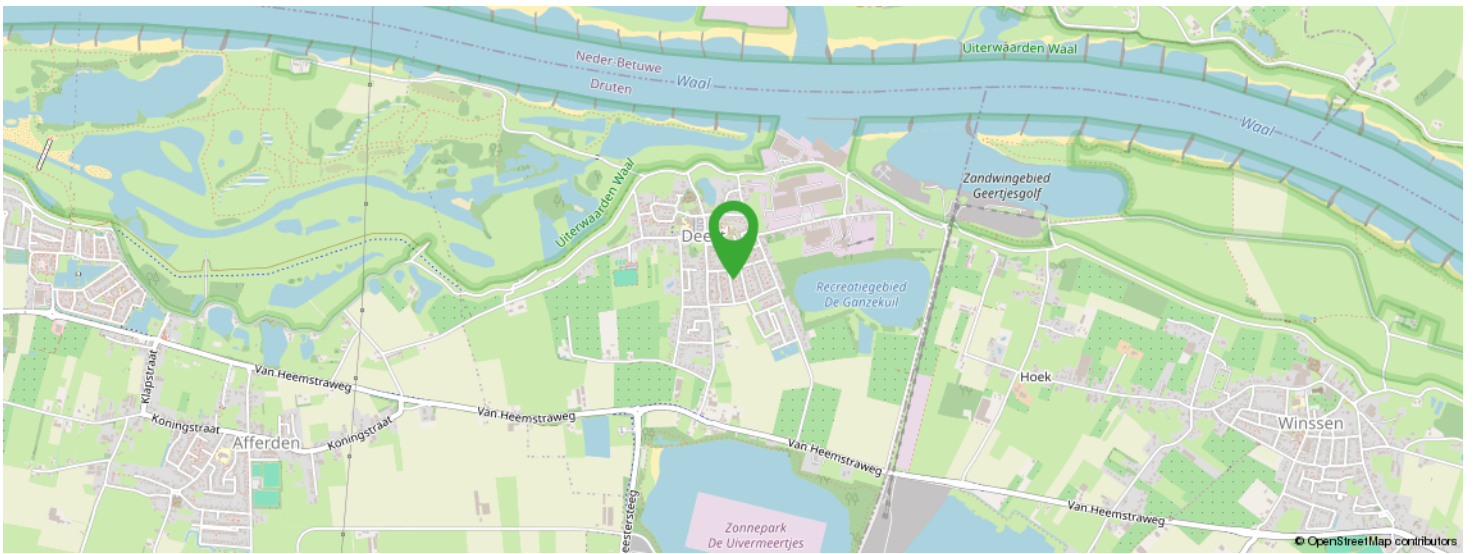 Uiterwaarden Waal
Neder-Betuwe
Waal
Druten
Waal
Uiterwaarden Waal
Zandwingebied
Geertjesgolf
Recreatiegebied
De Ganzekuil
Klapstraat
Van Heemstraweg
Hoek
Van Heemstraweg
Koningstraat
Koningstraat
Afferden
Van Heemstraweg
Winssen
Van Heemstraweg
Zonnepark
De Uivermeertjes
© OpenStreetMap contributors